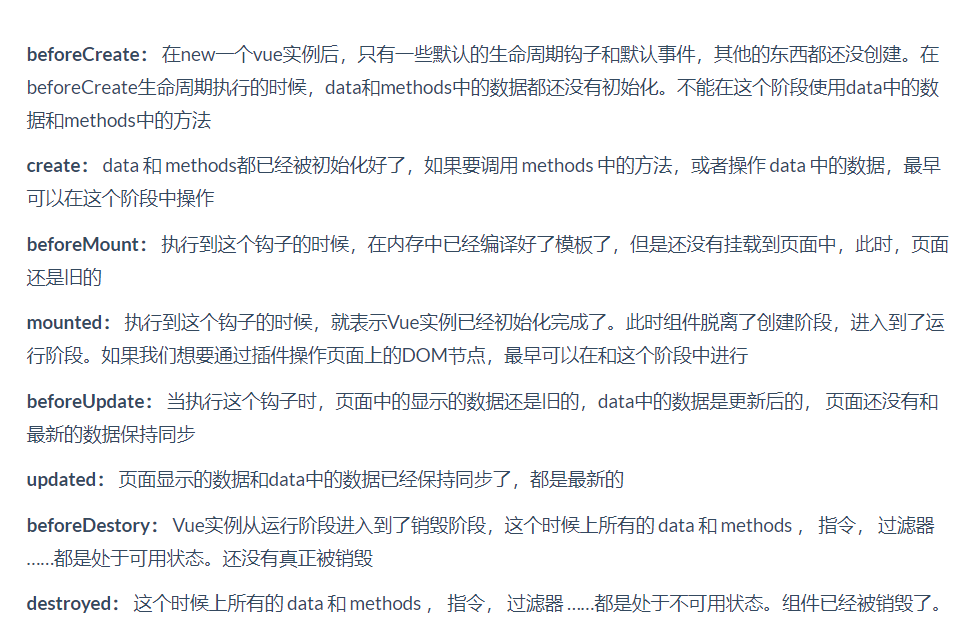 beforeCreate： 在new一个vue实例后，只有一些默认的生命周期钩子和默认事件，其他的东西都还没创建。在
beforeCreate生命周期执行的时候，data和methods中的数据都还没有初始化。不能在这个阶段使用data中的数
据和methods中的方法
create： data 和 methods都已经被初始化好了，如果要调用 methods 中的方法，或者操作 data 中的数据，最早
可以在这个阶段中操作
beforeMount： 执行到这个钩子的时候，在内存中已经编译好了模板了，但是还没有挂载到页面中，此时，页面
还是旧的
mounted： 执行到这个钩子的时候，就表示Vue实例已经初始化完成了。此时组件脱离了创建阶段，进入到了运
行阶段。如果我们想要通过插件操作页面上的DOM节点，最早可以在和这个阶段中进行
beforeUpdate： 当执行这个钩子时，页面中的显示的数据还是旧的，data中的数据是更新后的， 页面还没有和
最新的数据保持同步
updated： 页面显示的数据和data中的数据已经保持同步了，都是最新的
beforeDestory： Vue实例从运行阶段进入到了销毁阶段，这个时候上所有的 data 和 methods ， 指令， 过滤器
……都是处于可用状态。还没有真正被销毁
destroyed： 这个时候上所有的 data 和 methods ， 指令， 过滤器 ……都是处于不可用状态。组件已经被销毁了。